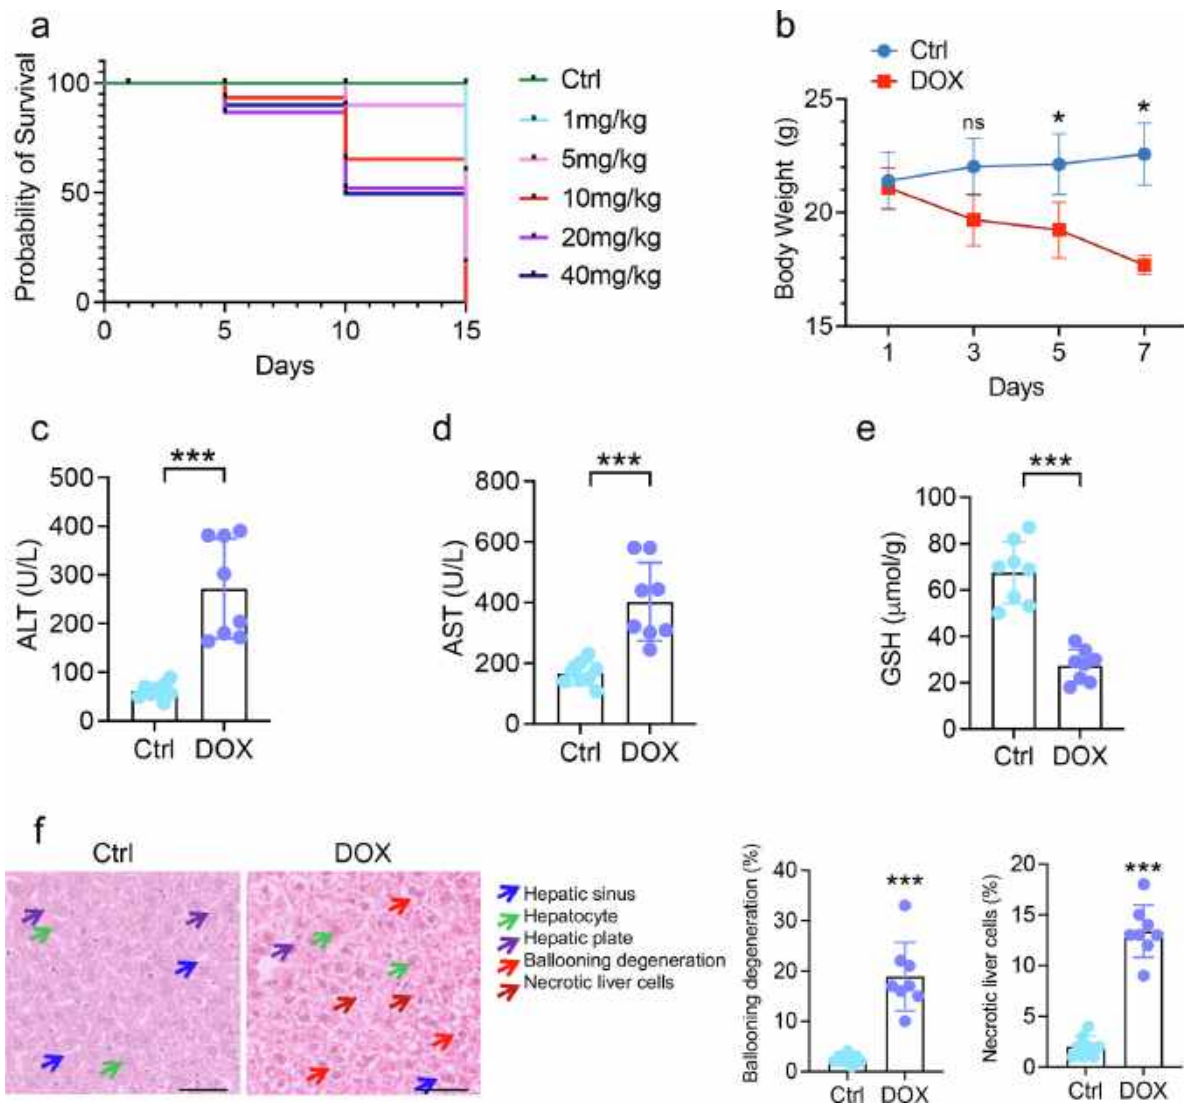 a
Probability of Survival
100
50
0
0 5 10 15
Days
Ctrl
1mg/kg
5mg/kg
10mg/kg
20mg/kg
40mg/kg
b
Ctrl
DOX
Body Weight (g)
25
20
15
ns
*
*
1 3 5 7
Days
c
***
ALT (U/L)
500
400
300
200
100
0
Ctrl DOX
d
***
AST (U/L)
800
600
400
200
0
Ctrl DOX
e
***
GSH (μmol/g)
100
80
60
40
20
0
Ctrl DOX
f
Ctrl DOX
Hepatic sinus
Hepatocyte
Hepatic plate
Ballooning degeneration
Necrotic liver cells
Ballooning degeneration (%)
40
30
20
10
0
***
Ctrl DOX
Necrotic liver cells (%)
20
15
10
5
0
***
Ctrl DOX